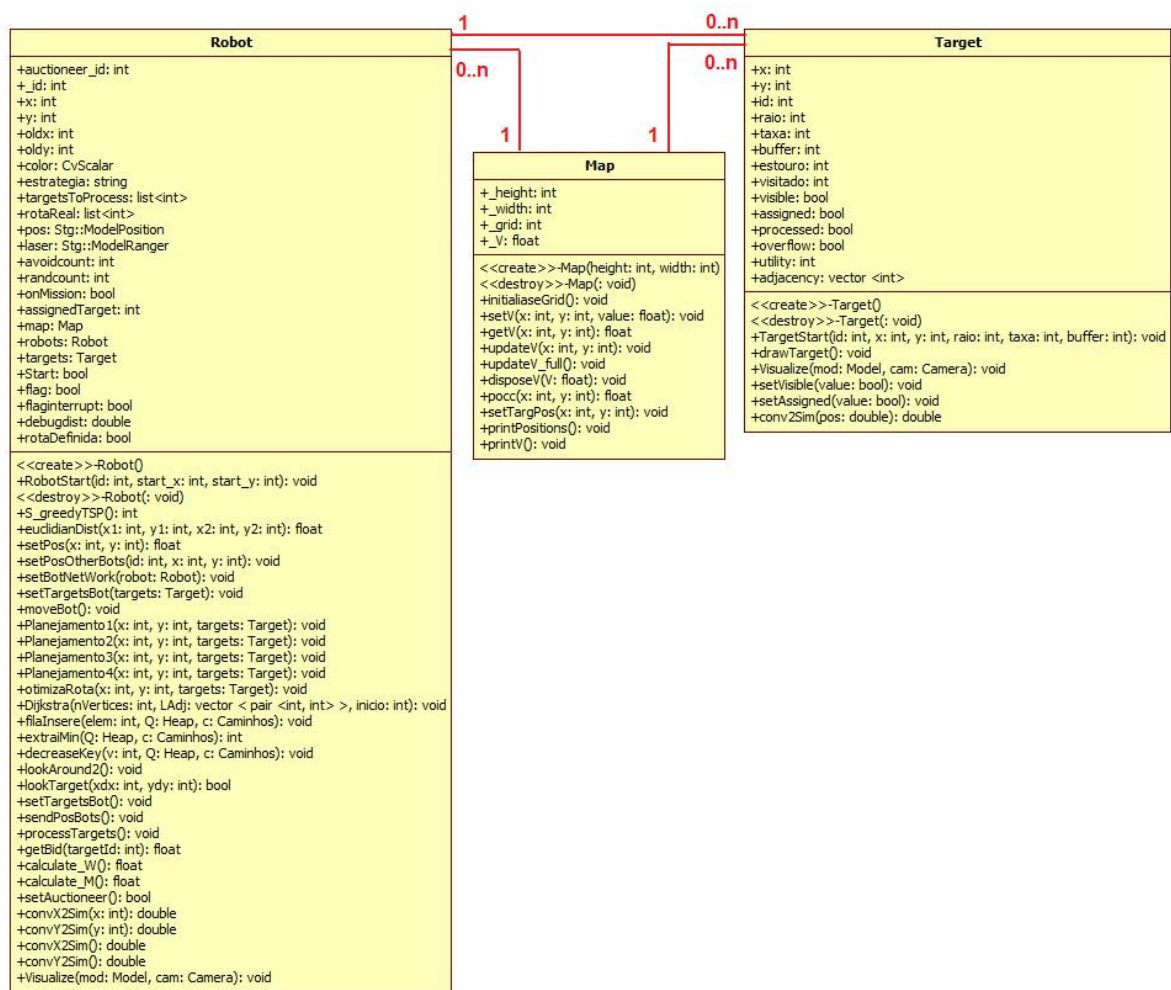 1
0..n
Robot
Target
+auctioneer_id: int
+_id: int
+x: int
+y: int
+oldx: int
+oldy: int
+color: CvScalar
+estrategia: string
+targetsToProcess: list<int>
+rotaReal: list<int>
+pos: Stg::ModelPosition
+laser: Stg::ModelRanger
+avoidcount: int
+randcount: int
+onMission: bool
+assignedTarget: int
+map: Map
+robots: Robot
+targets: Target
+Start: bool
+flag: bool
+flaginterrupt: bool
+debugdist: double
+rotaDefinida: bool
<<create>>-Robot()
+RobotStart(id: int, start_x: int, start_y: int): void
<<destroy>>-Robot(: void)
+S_greedyTSP(): int
+euclidianDist(x1: int, y1: int, x2: int, y2: int): float
+setPos(x: int, y: int): float
+setPosOtherBots(id: int, x: int, y: int): void
+setBotNetWork(robot: Robot): void
+setTargetsBot(targets: Target): void
+moveBot(): void
+Planejamento1(x: int, y: int, targets: Target): void
+Planejamento2(x: int, y: int, targets: Target): void
+Planejamento3(x: int, y: int, targets: Target): void
+Planejamento4(x: int, y: int, targets: Target): void
+otimizaRota(x: int, y: int, targets: Target): void
+Dijkstra(nVertices: int, LAdj: vector < pair <int, int> >, inicio: int): void
+filaInsere(elem: int, Q: Heap, c: Caminhos): void
+extraiMin(Q: Heap, c: Caminhos): int
+decreaseKey(v: int, Q: Heap, c: Caminhos): void
+lookAround2(): void
+lookTarget(xdx: int, ydy: int): bool
+setTargetsBot(): void
+sendPosBots(): void
+processTargets(): void
+getBid(targetId: int): float
+calculate_W(): float
+calculate_M(): float
+setAuctioneer(): bool
+convX2Sim(x: int): double
+convY2Sim(y: int): double
+convX2Sim(): double
+convY2Sim(): double
+Visualize(mod: Model, cam: Camera): void
0..n
0..n
1
1
Map
+_height: int
+_width: int
+_grid: int
+_V: float
<<create>>-Map(height: int, width: int)
<<destroy>>-Map(: void)
+initialiaseGrid(): void
+setV(x: int, y: int, value: float): void
+getV(x: int, y: int): float
+updateV(x: int, y: int): void
+updateV_full(): void
+disposeV(V: float): void
+pocc(x: int, y: int): float
+setTargPos(x: int, y: int): void
+printPositions(): void
+printV(): void
+x: int
+y: int
+id: int
+raio: int
+taxa: int
+buffer: int
+estouro: int
+visitado: int
+visible: bool
+assigned: bool
+processed: bool
+overflow: bool
+utility: int
+adjacency: vector <int>
<<create>>-Target()
<<destroy>>-Target(: void)
+TargetStart(id: int, x: int, y: int, raio: int, taxa: int, buffer: int): void
+drawTarget(): void
+Visualize(mod: Model, cam: Camera): void
+setVisible(value: bool): void
+setAssigned(value: bool): void
+conv2Sim(pos: double): double